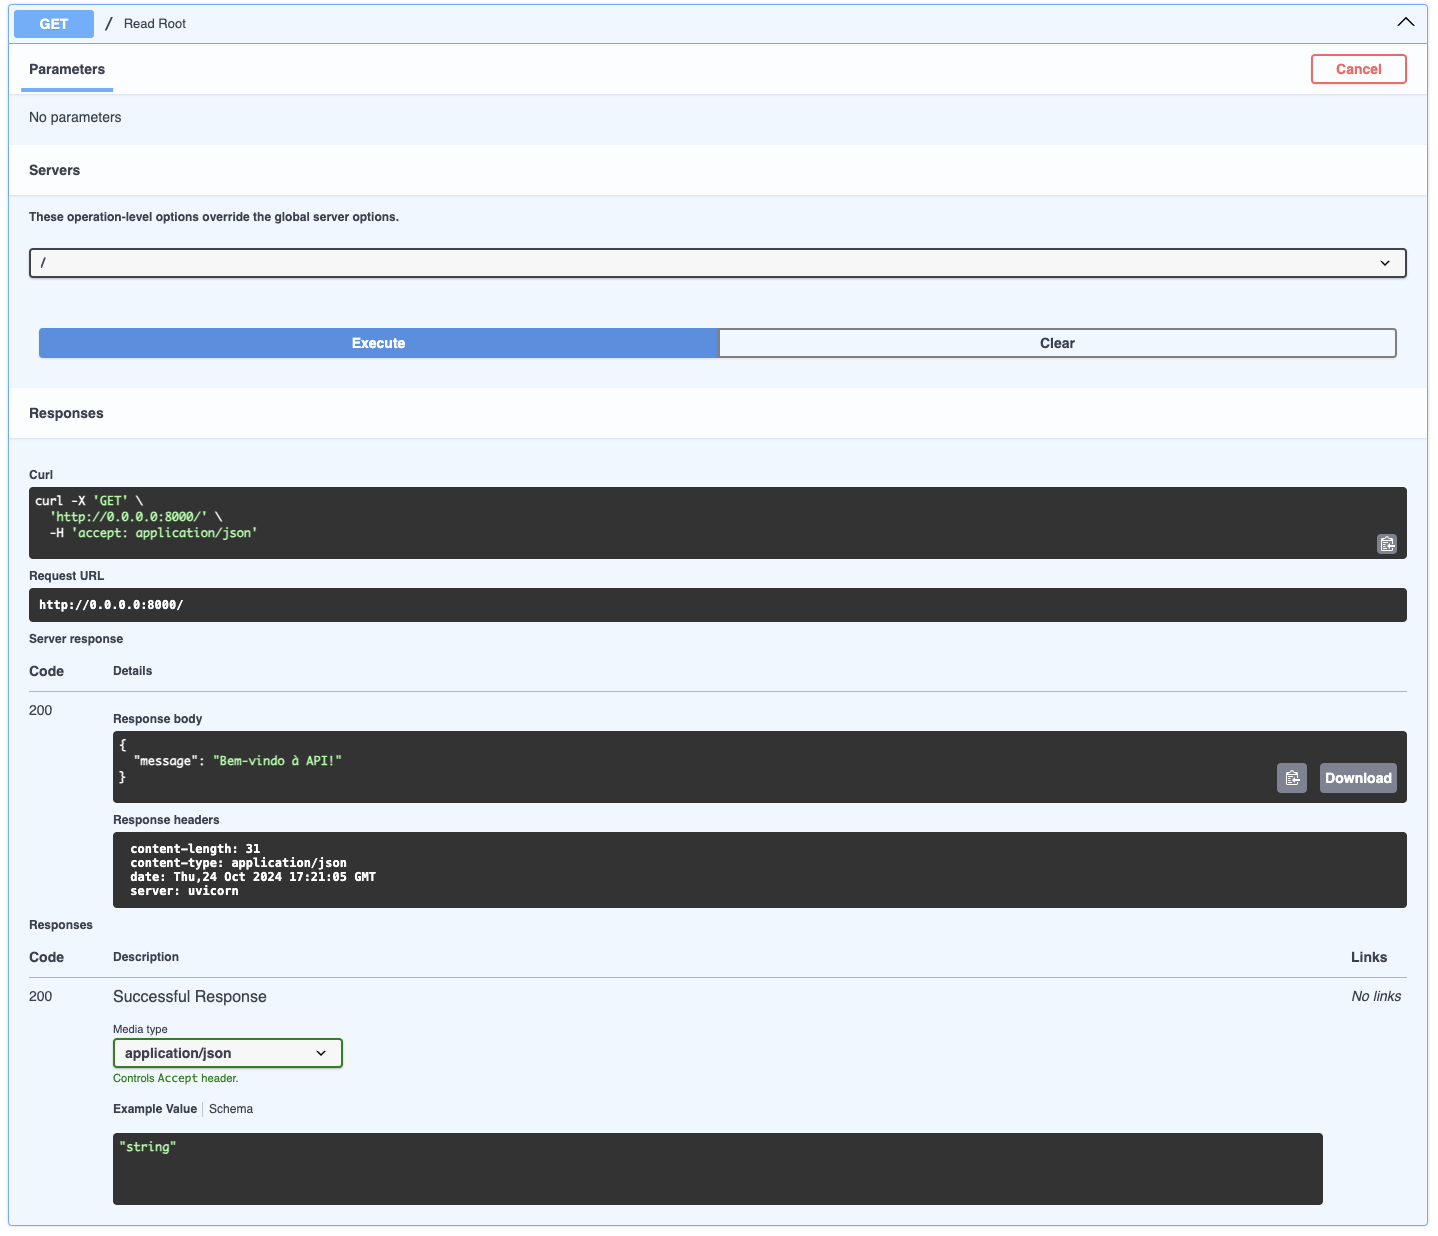 GET / Read Root
Parameters
Cancel
No parameters
Servers
These operation-level options override the global server options.
/
Execute
Clear
Responses
Curl
curl -X 'GET' \
'http://0.0.0.0:8000/' \
-H 'accept: application/json'
Request URL
http://0.0.0.0:8000/
Server response
Code Details
200
Response body
{
"message": "Bem-vindo à API!"
}
Download
Response headers
content-length: 31
content-type: application/json
date: Thu,24 Oct 2024 17:21:05 GMT
server: uvicorn
Responses
Code Description Links
200 Successful Response No links
Media type
application/json
Controls Accept header.
Example Value Schema
"string"